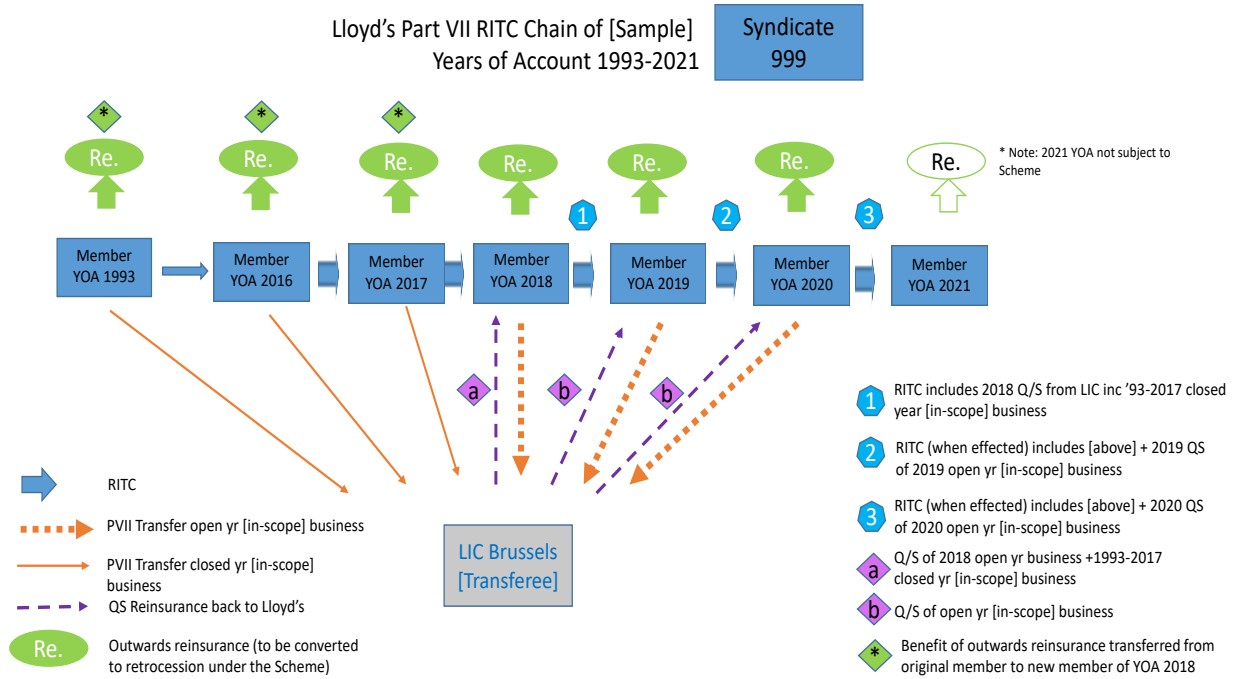 Lloyd's Part VII RITC Chain of [Sample]
Years of Account 1993-2021
Syndicate
999
*
*
*
Re.
Re.
Re.
Re.
Re.
Re.
Re.
* Note: 2021 YOA not subject to
Scheme
1
2
3
Member
YOA 1993
Member
YOA 2016
Member
YOA 2017
Member
YOA 2018
Member
YOA 2019
Member
YOA 2020
Member
YOA 2021
a
b
b
1
RITC includes 2018 Q/S from LIC inc '93-2017 closed
year [in-scope] business
2
RITC (when effected) includes [above] + 2019 QS
of 2019 open yr [in-scope] business
3
RITC (when effected) includes [above] + 2020 QS
of 2020 open yr [in-scope] business
a
Q/S of 2018 open yr business +1993-2017
closed yr [in-scope] business
b
Q/S of open yr [in-scope] business
*
Benefit of outwards reinsurance transferred from
original member to new member of YOA 2018
RITC
PVII Transfer open yr [in-scope] business
PVII Transfer closed yr [in-scope]
business
QS Reinsurance back to Lloyd's
Re.
Outwards reinsurance (to be converted
to retrocession under the Scheme)
LIC Brussels
[Transferee]